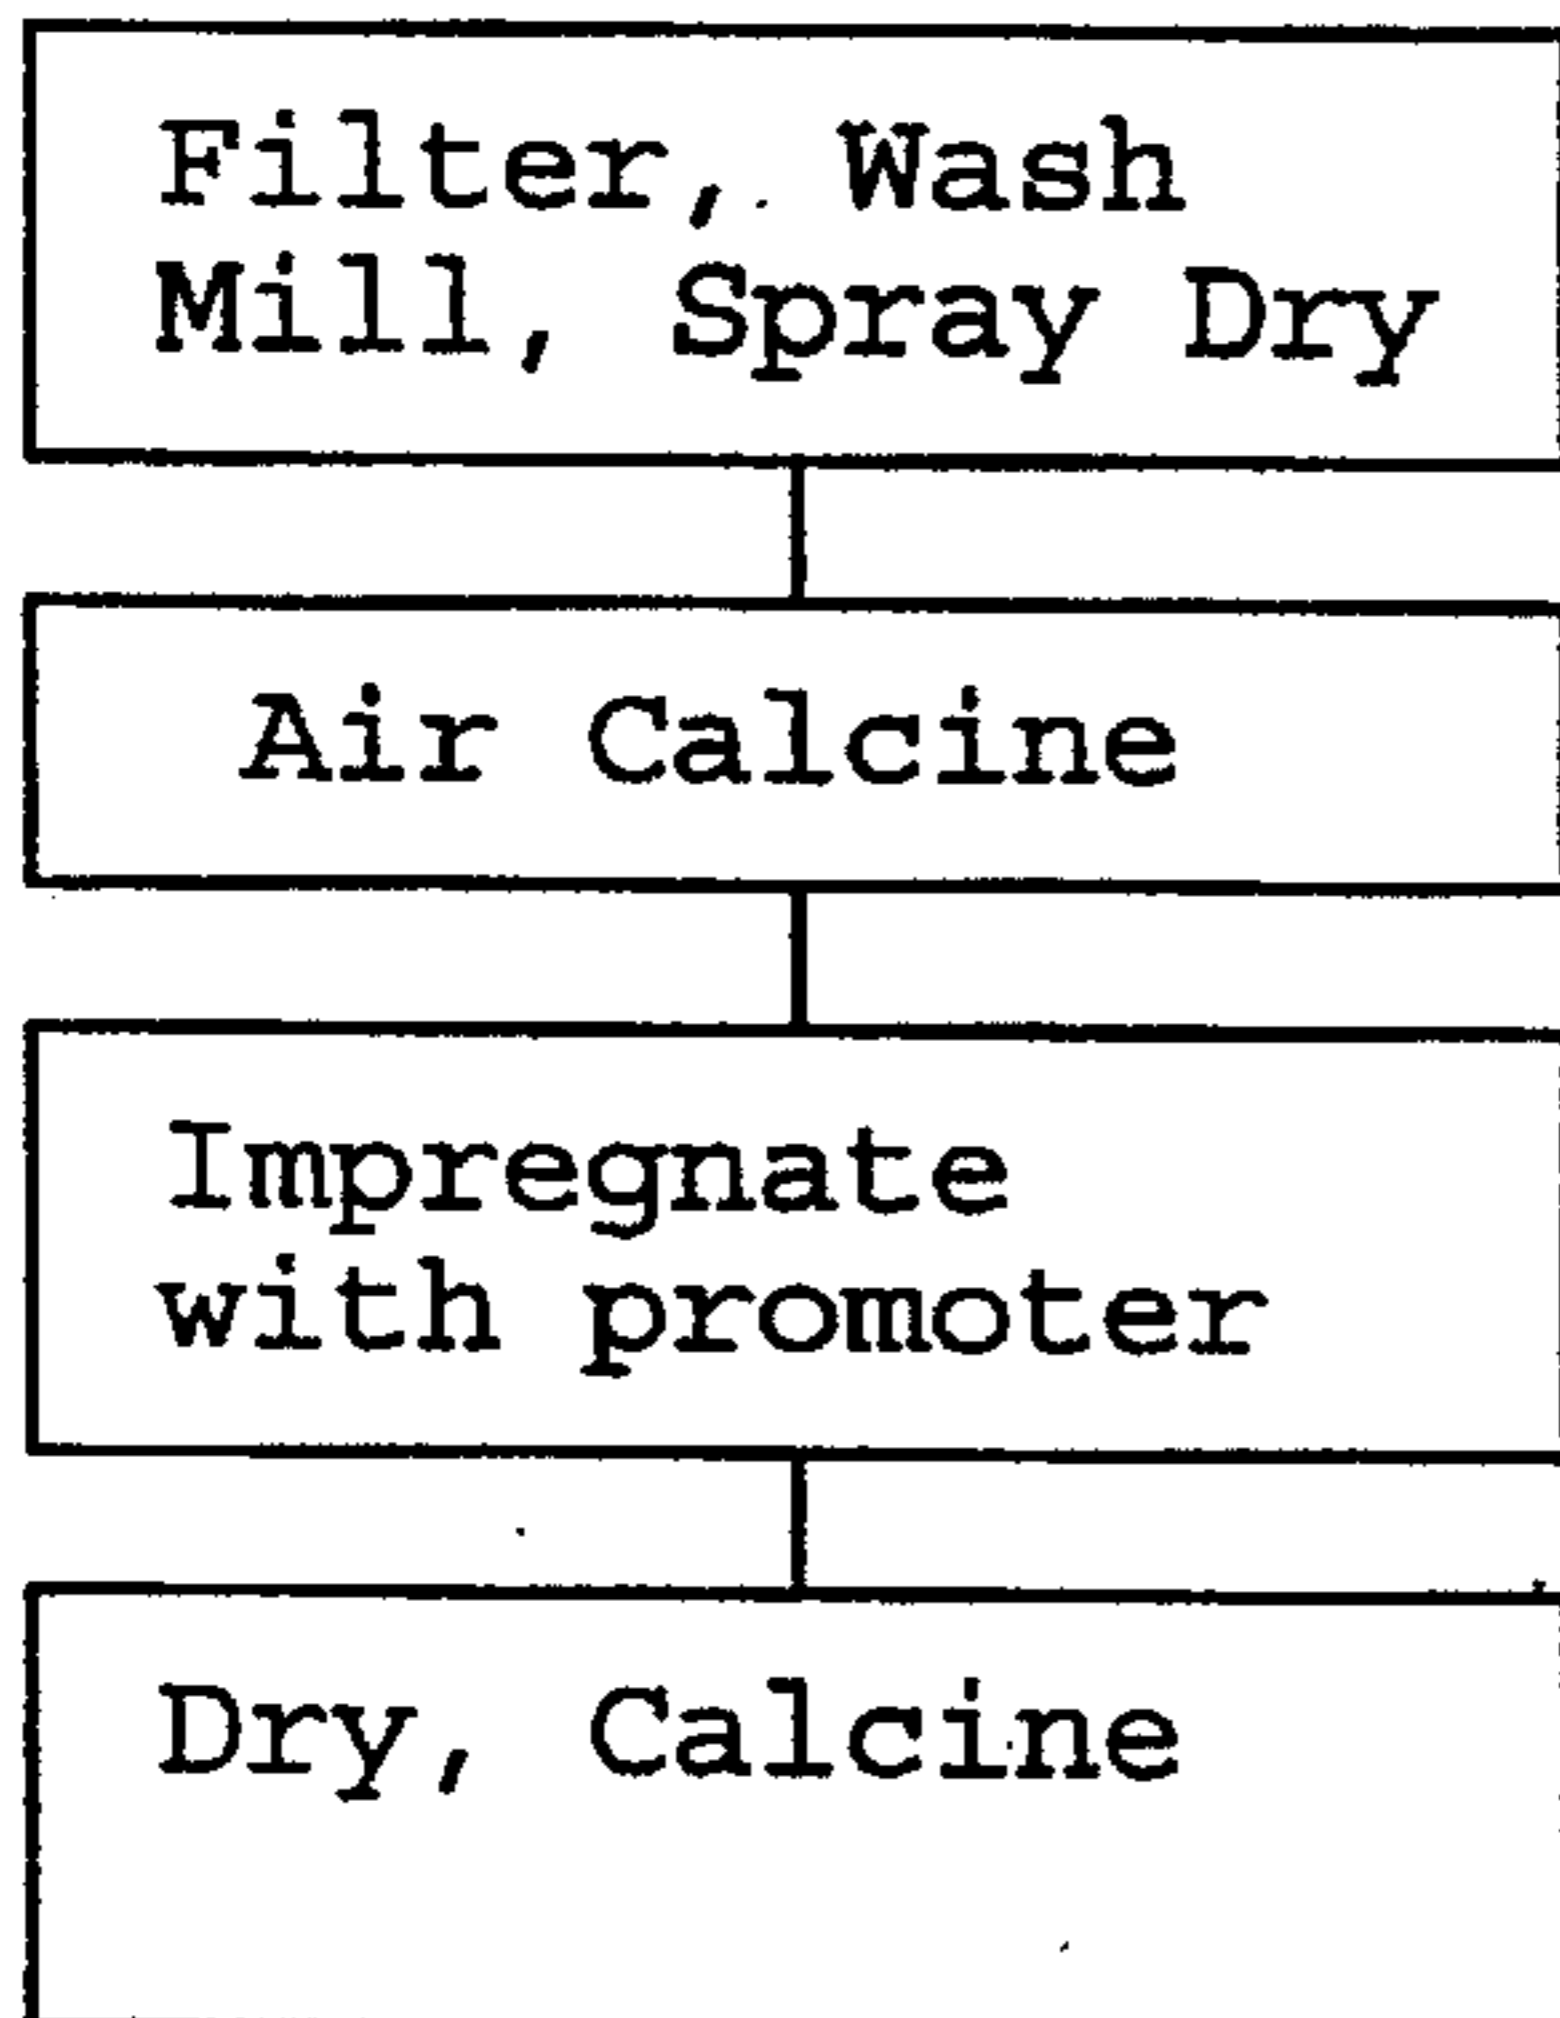 Filter, Wash
Mill, Spray Dry
Air Calcine
Impregnate
with promoter
Dry, Calcine